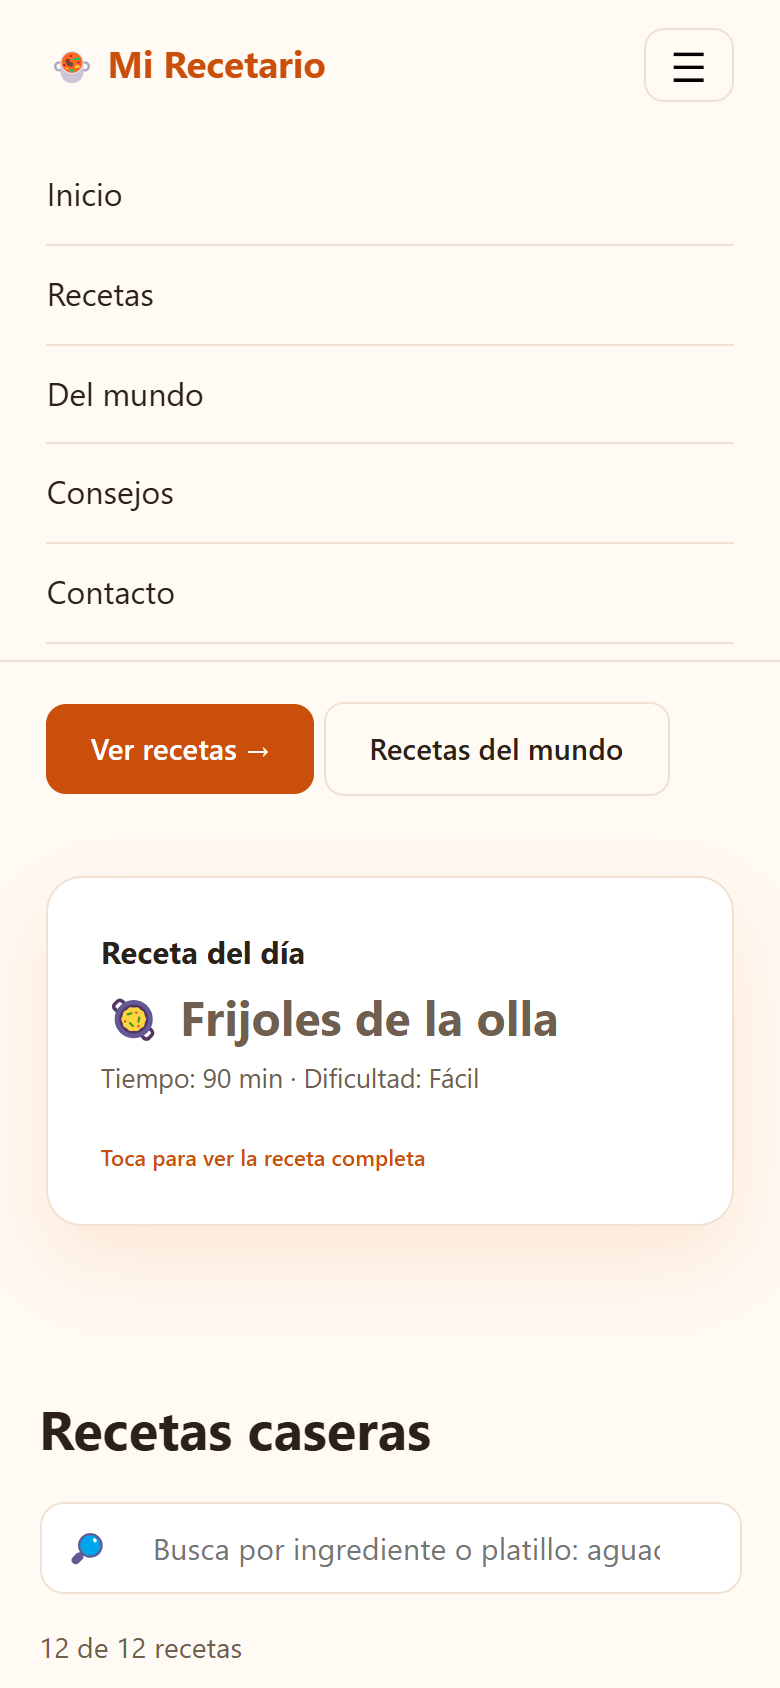 Mi Recetario
Inicio
Recetas
Del mundo
Consejos
Contacto
Ver recetas →
Recetas del mundo
Receta del día
Frijoles de la olla
Tiempo: 90 min · Dificultad: Fácil
Toca para ver la receta completa
Recetas caseras
Busca por ingrediente o platillo: aguac
12 de 12 recetas